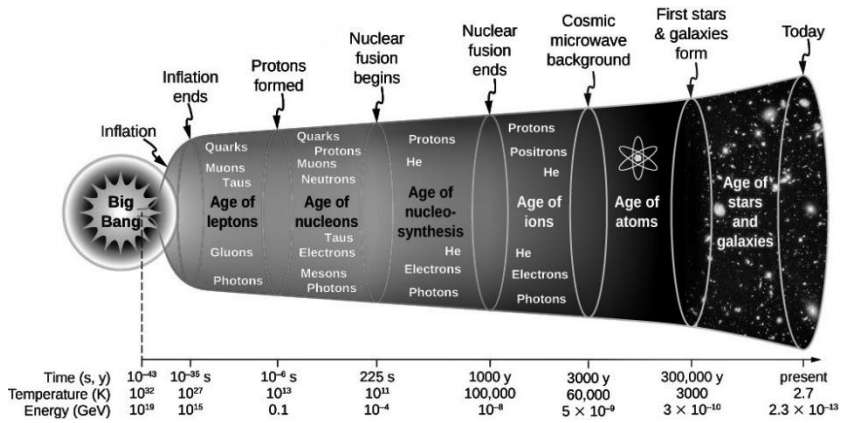 Inflation
Inflation
ends
Protons
formed
Nuclear
fusion
begins
Nuclear
fusion
ends
Cosmic
microwave
background
First stars
& galaxies
form
Today
Big
Bang
Quarks
Muons
Taus
Age of
leptons
Gluons
Photons
Quarks
Protons
Muons
Neutrons
Age of
nucleons
Taus
Electrons
Mesons
Photons
Protons
He
Age of
nucleo-
synthesis
He
Electrons
Photons
Protons
Positrons
He
Age of
ions
He
Electrons
Photons
Age of
atoms
Age of
stars
and
galaxies
Time (s, y) 10⁻⁴³ 10⁻³⁵ s 10⁻⁶ s 225 s 1000 y 3000 y 300,000 y present
Temperature (K) 10³² 10²⁷ 10¹³ 10¹¹ 100,000 60,000 3000 2.7
Energy (GeV) 10¹⁹ 10¹⁵ 0.1 10⁻⁴ 10⁻⁸ 5 × 10⁻⁹ 3 × 10⁻¹⁰ 2.3 × 10⁻¹³